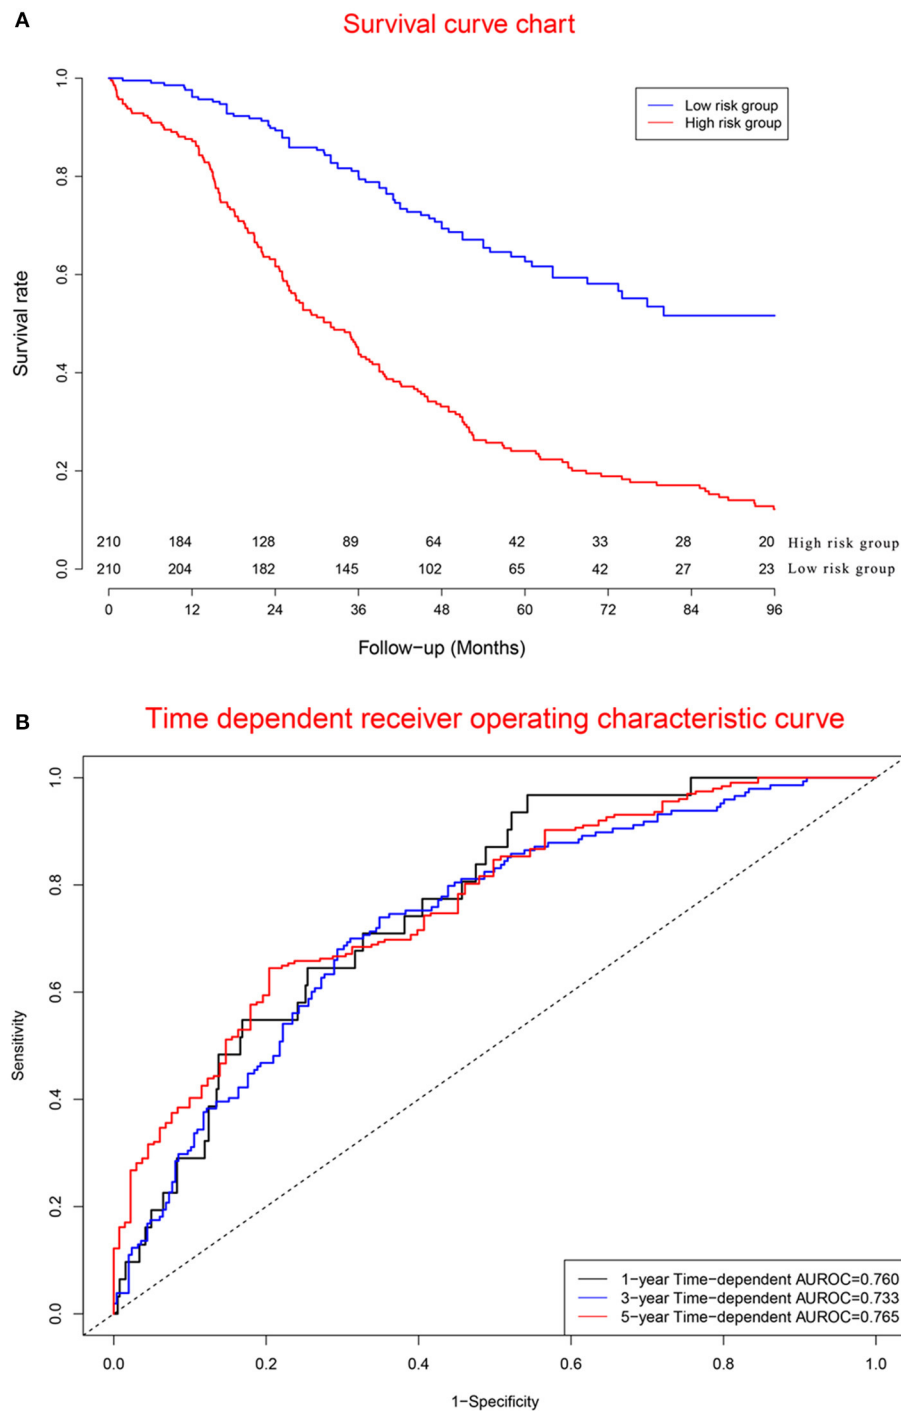 A
Survival curve chart
1.0
Low risk group
High risk group
0.8
0.6
Survival rate
0.4
0.2
210 184 128 89 64 42 33 28 20 High risk group
0.0 210 204 182 145 102 65 42 27 23 Low risk group
0 12 24 36 48 60 72 84 96
Follow-up (Months)
B
Time dependent receiver operating characteristic curve
1.0
0.8
0.6
Sensitivity
0.4
0.2
1-year Time-dependent AUROC=0.760
3-year Time-dependent AUROC=0.733
0.0
5-year Time-dependent AUROC=0.765
0.0 0.2 0.4 0.6 0.8 1.0
1-Specificity